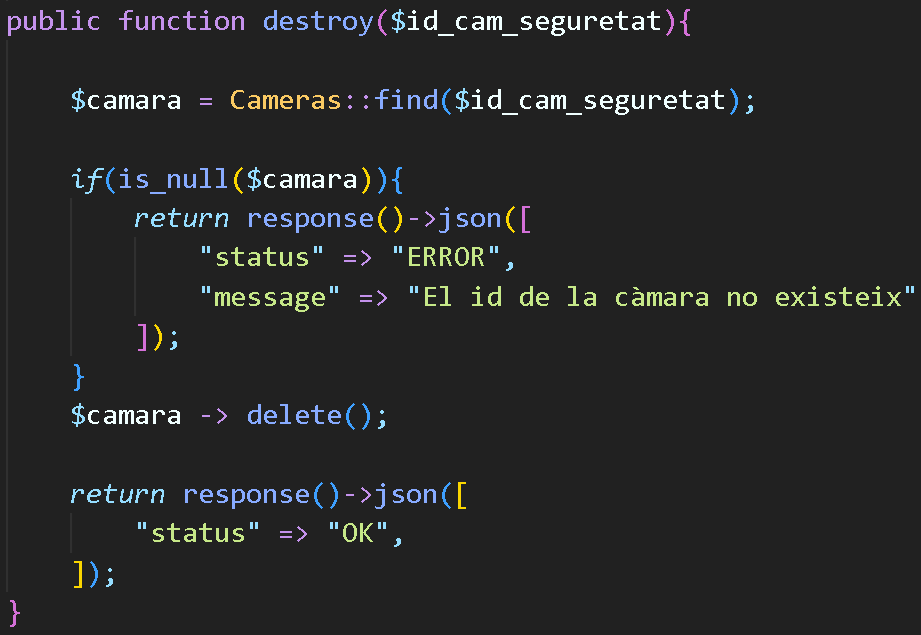 public function destroy($id_cam_seguretat){
$camara = Cameras::find($id_cam_seguretat);
if(is_null($camara)){
return response()->json([
"status" => "ERROR",
"message" => "El id de la càmara no existeix"
]);
}
$camara -> delete();
return response()->json([
"status" => "OK",
]);
}